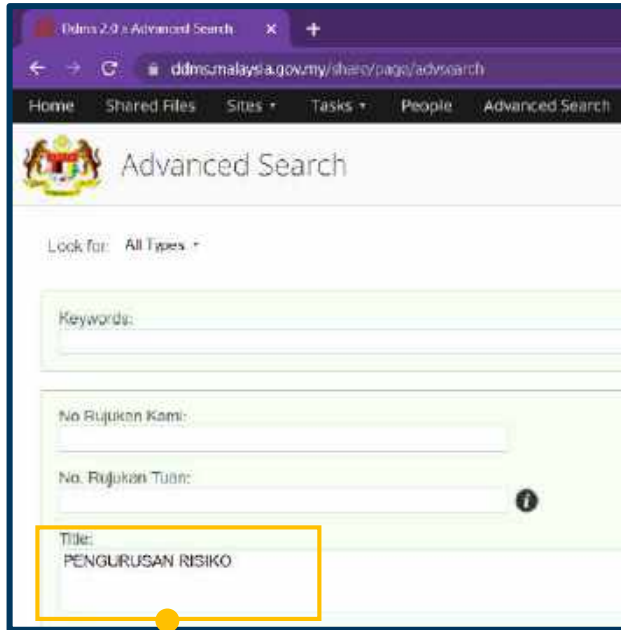 Ddms 2.0 » Advanced Search
ddms.malaysia.gov.my/share/page/advsearch
Home Shared Files Sites Tasks People Advanced Search
Advanced Search
Look for: All Types
Keywords:
No Rujukan Kami:
No. Rujukan Tuan:
Title:
PENGURUSAN RISIKO